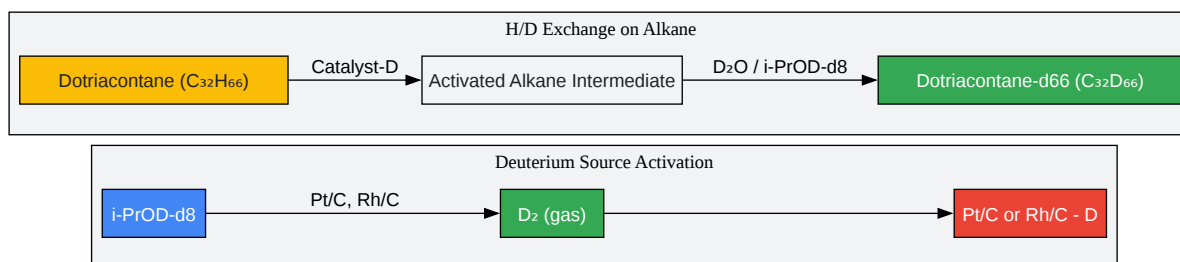 H/D Exchange on Alkane
Dotriacontane (C₃₂H₆₆)
Catalyst-D
Activated Alkane Intermediate
D₂O / i-PrOD-d8
Dotriacontane-d66 (C₃₂D₆₆)
Deuterium Source Activation
i-PrOD-d8
Pt/C, Rh/C
D₂ (gas)
Pt/C or Rh/C - D